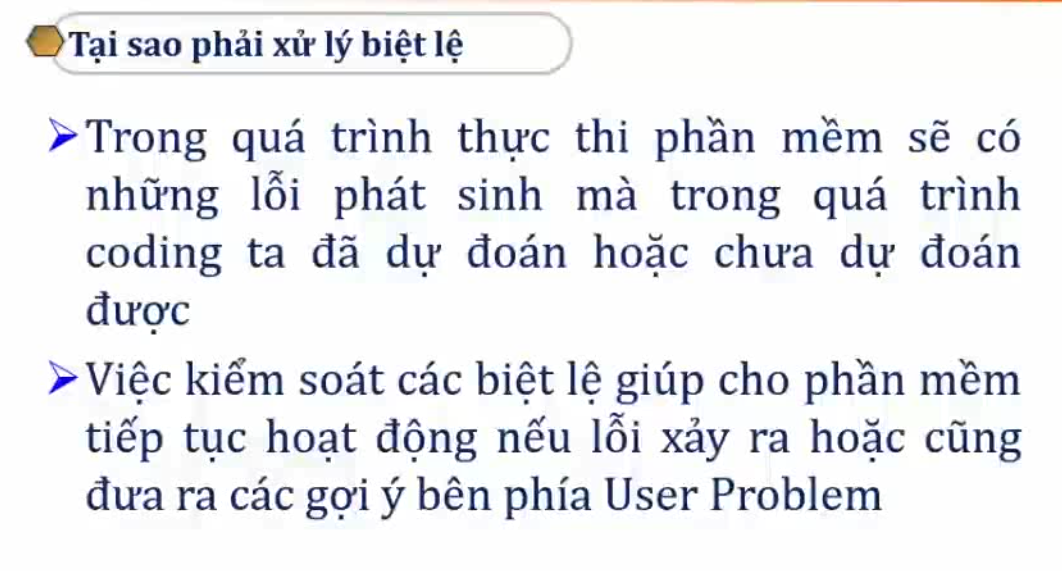 Tại sao phải xử lý biệt lệ
Trong quá trình thực thi phần mềm sẽ có
những lỗi phát sinh mà trong quá trình
coding ta đã dự đoán hoặc chưa dự đoán
được
Việc kiểm soát các biệt lệ giúp cho phần mềm
tiếp tục hoạt động nếu lỗi xảy ra hoặc cũng
đưa ra các gợi ý bên phía User Problem